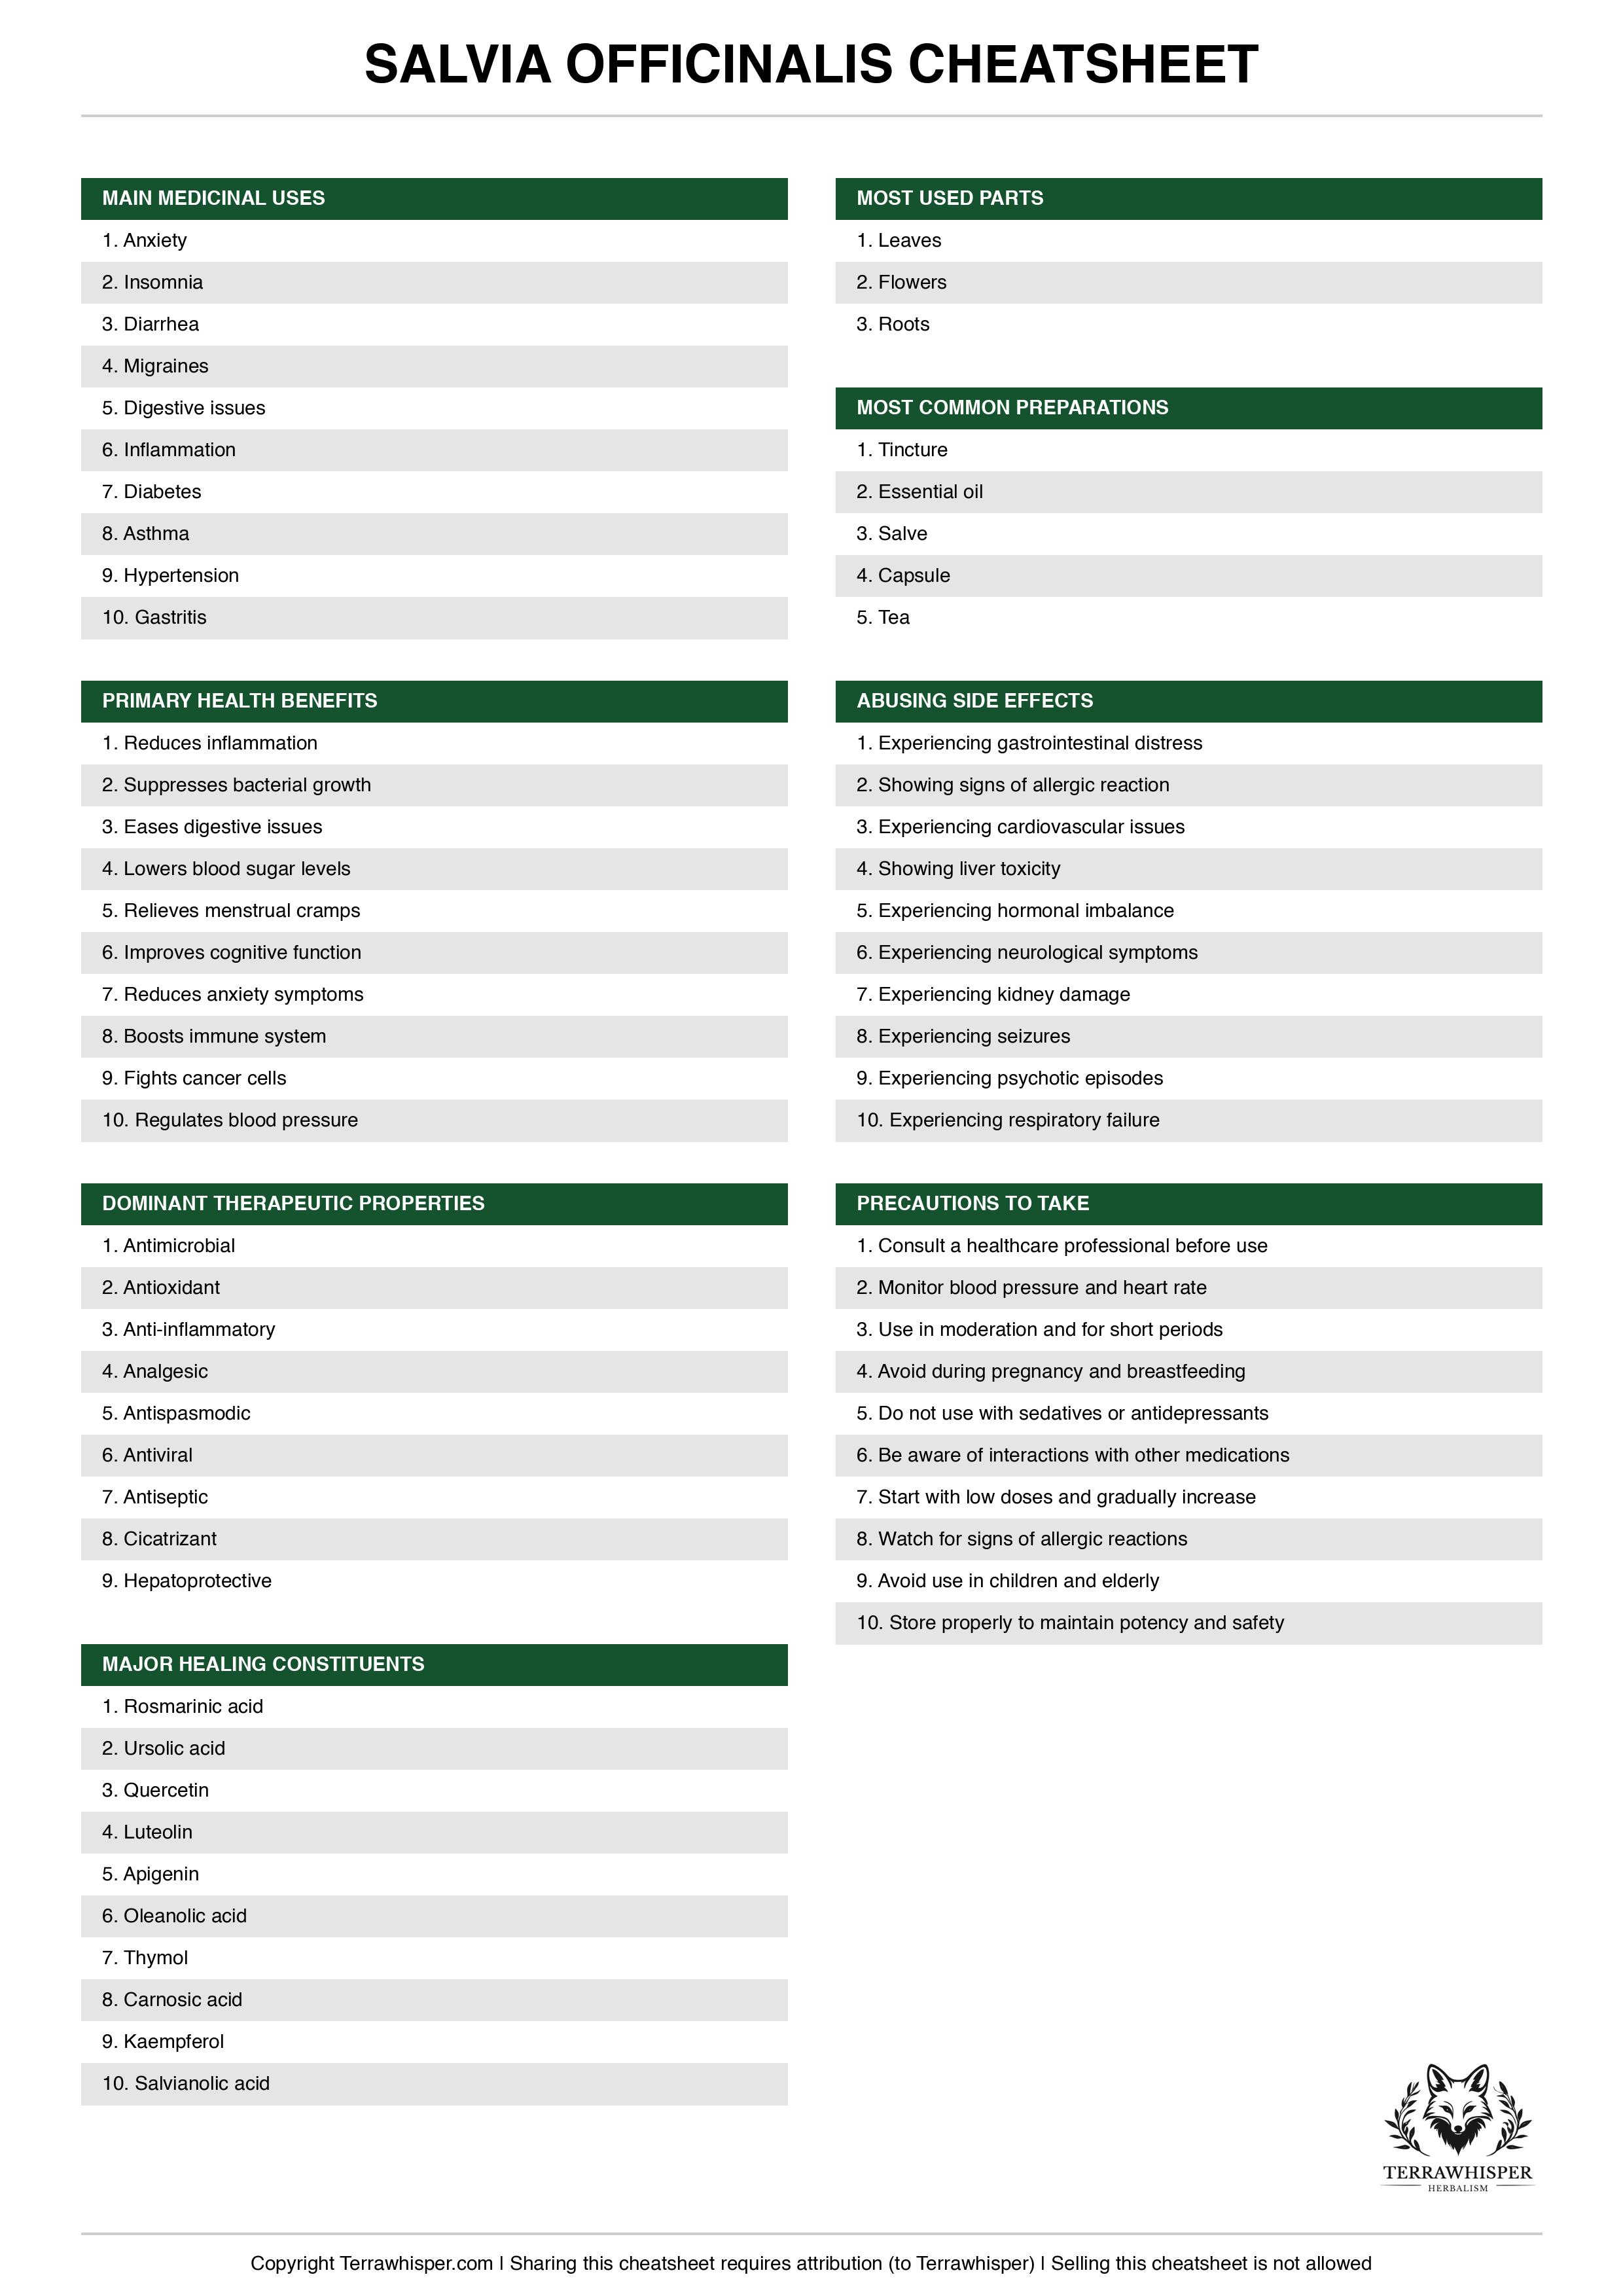 SALVIA OFFICINALIS CHEATSHEET
MAIN MEDICINAL USES
1. Anxiety
2. Insomnia
3. Diarrhea
4. Migraines
5. Digestive issues
6. Inflammation
7. Diabetes
8. Asthma
9. Hypertension
10. Gastritis
PRIMARY HEALTH BENEFITS
1. Reduces inflammation
2. Suppresses bacterial growth
3. Eases digestive issues
4. Lowers blood sugar levels
5. Relieves menstrual cramps
6. Improves cognitive function
7. Reduces anxiety symptoms
8. Boosts immune system
9. Fights cancer cells
10. Regulates blood pressure
DOMINANT THERAPEUTIC PROPERTIES
1. Antimicrobial
2. Antioxidant
3. Anti-inflammatory
4. Analgesic
5. Antispasmodic
6. Antiviral
7. Antiseptic
8. Cicatrizant
9. Hepatoprotective
MAJOR HEALING CONSTITUENTS
1. Rosmarinic acid
2. Ursolic acid
3. Quercetin
4. Luteolin
5. Apigenin
6. Oleanolic acid
7. Thymol
8. Carnosic acid
9. Kaempferol
10. Salvianolic acid
MOST USED PARTS
1. Leaves
2. Flowers
3. Roots
MOST COMMON PREPARATIONS
1. Tincture
2. Essential oil
3. Salve
4. Capsule
5. Tea
ABUSING SIDE EFFECTS
1. Experiencing gastrointestinal distress
2. Showing signs of allergic reaction
3. Experiencing cardiovascular issues
4. Showing liver toxicity
5. Experiencing hormonal imbalance
6. Experiencing neurological symptoms
7. Experiencing kidney damage
8. Experiencing seizures
9. Experiencing psychotic episodes
10. Experiencing respiratory failure
PRECAUTIONS TO TAKE
1. Consult a healthcare professional before use
2. Monitor blood pressure and heart rate
3. Use in moderation and for short periods
4. Avoid during pregnancy and breastfeeding
5. Do not use with sedatives or antidepressants
6. Be aware of interactions with other medications
7. Start with low doses and gradually increase
8. Watch for signs of allergic reactions
9. Avoid use in children and elderly
10. Store properly to maintain potency and safety
TERRAWHISPER
HERBALISM
Copyright Terrawhisper.com | Sharing this cheatsheet requires attribution (to Terrawhisper) | Selling this cheatsheet is not allowed